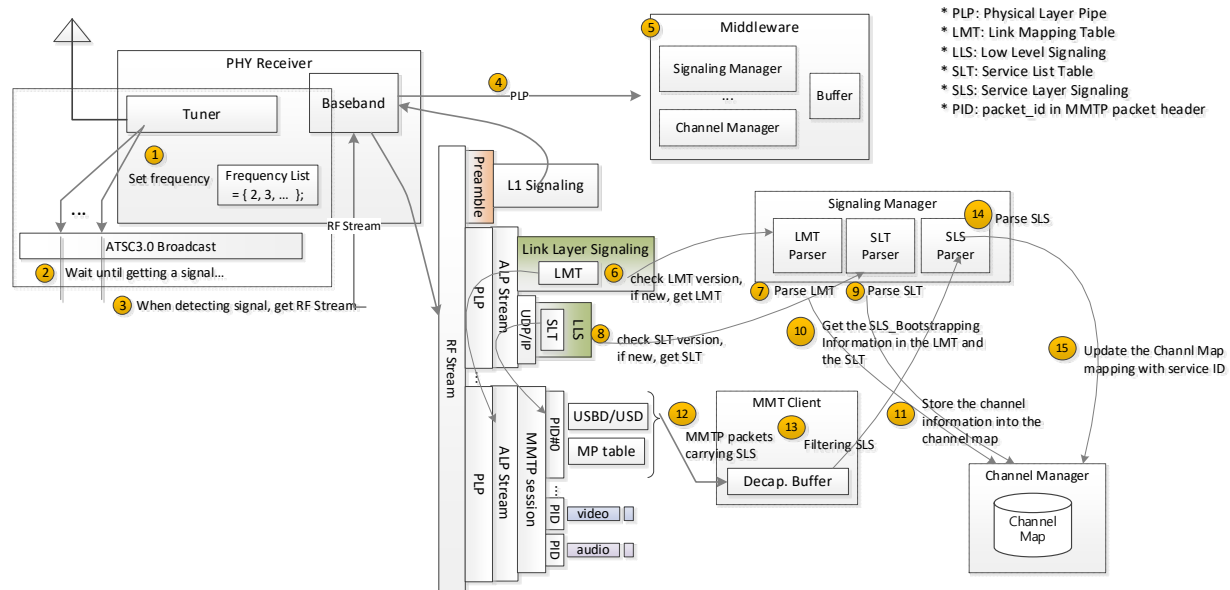 * PLP: Physical Layer Pipe
* LMT: Link Mapping Table
* LLS: Low Level Signaling
* SLT: Service List Table
* SLS: Service Layer Signaling
* PID: packet_id in MMTP packet header
5
Middleware
Signaling Manager
...
Channel Manager
Buffer
PHY Receiver
Tuner
Baseband
4
PLP
1
Set frequency
Frequency List
= { 2, 3, ... };
...
RF Stream
ATSC3.0 Broadcast
2
Wait until getting a signal...
3
When detecting signal, get RF Stream
RF Stream
Preamble
L1 Signaling
PLP
ALP Stream
Link Layer Signaling
LMT
6
check LMT version,
if new, get LMT
UDP/IP
SLT
LLS
8
check SLT version,
if new, get SLT
...
PLP
ALP Stream
MMTP session
PID#0
USBD/USD
MP table
...
PID
video
PID
audio
12
MMTP packets
carrying SLS
MMT Client
13
Filtering SLS
Decap. Buffer
Signaling Manager
LMT
Parser
SLT
Parser
SLS
Parser
14
Parse SLS
7
Parse LMT
9
Parse SLT
10
Get the SLS_Bootstrapping
Information in the LMT and
the SLT
11
Store the channel
information into the
channel map
15
Update the Channl Map
mapping with service ID
Channel Manager
Channel
Map